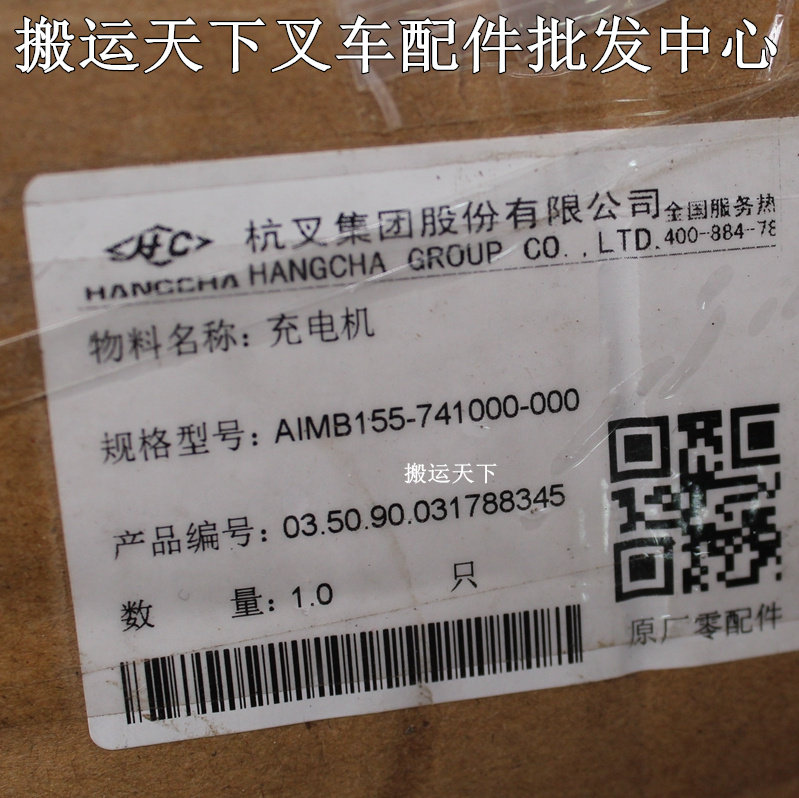 搬运天下叉车配件批发中心
HC
杭叉集团股份有限公司
全国服务热
HANGCHA
HANGCHA GROUP CO.,LTD.
400-884-78
物料名称: 充电机
规格型号: AIMB155-741000-000
搬运天下
产品编号: 03.50.90.031788345
数 量: 1.0 只
原厂零配件